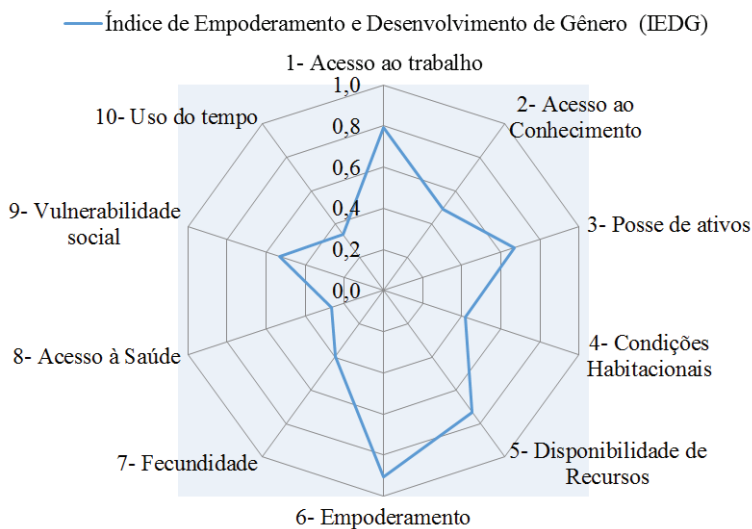 Índice de Empoderamento e Desenvolvimento de Gênero (IEDG)
1- Acesso ao trabalho
1,0
0,8
0,6
0,4
0,2
0,0
2- Acesso ao
Conhecimento
3- Posse de ativos
4- Condições
Habitacionais
5- Disponibilidade de
Recursos
6- Empoderamento
7- Fecundidade
8- Acesso à Saúde
9- Vulnerabilidade
social
10- Uso do tempo